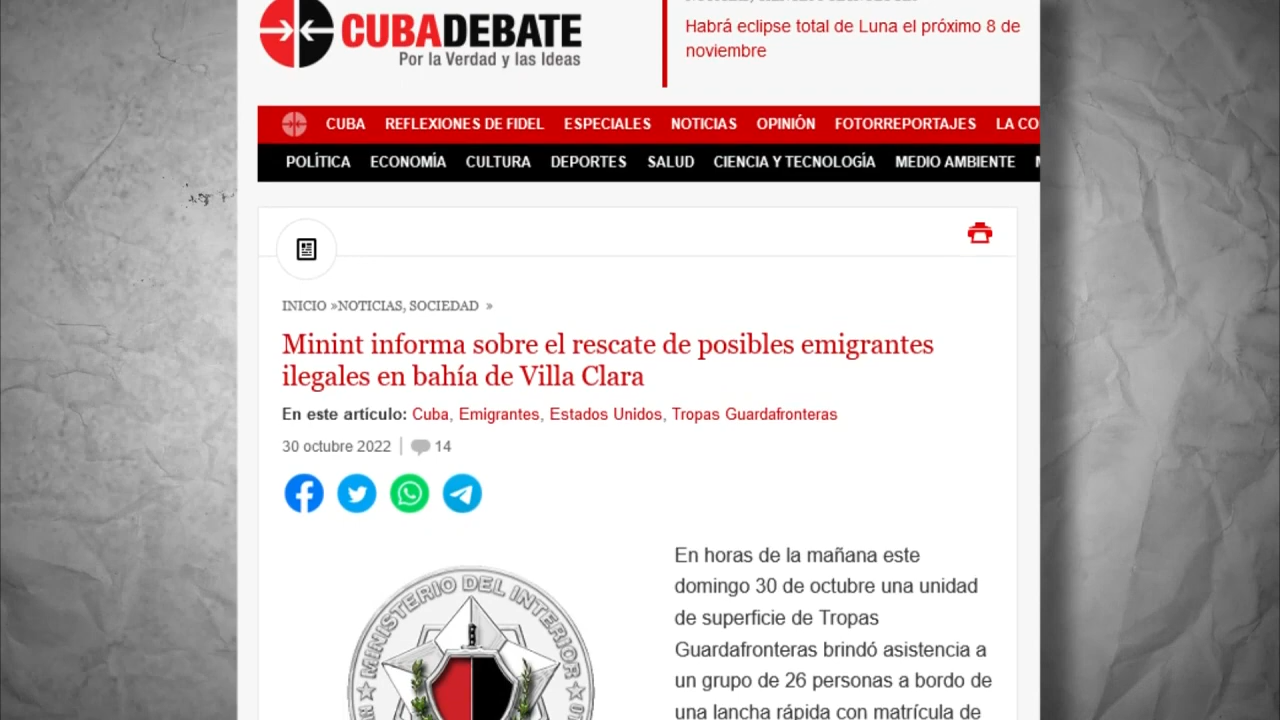 CUBADEBATE
Por la Verdad y las Ideas
Habrá eclipse total de Luna el próximo 8 de
noviembre
CUBA REFLEXIONES DE FIDEL ESPECIALES NOTICIAS OPINIÓN FOTORREPORTAJES LA CO
POLÍTICA ECONOMÍA CULTURA DEPORTES SALUD CIENCIA Y TECNOLOGÍA MEDIO AMBIENTE
INICIO »NOTICIAS, SOCIEDAD »
Minint informa sobre el rescate de posibles emigrantes
ilegales en bahía de Villa Clara
En este artículo: Cuba, Emigrantes, Estados Unidos, Tropas Guardafronteras
30 octubre 2022 | 14
MINISTERIO DEL INTERIOR
En horas de la mañana este
domingo 30 de octubre una unidad
de superficie de Tropas
Guardafronteras brindó asistencia a
un grupo de 26 personas a bordo de
una lancha rápida con matrícula de